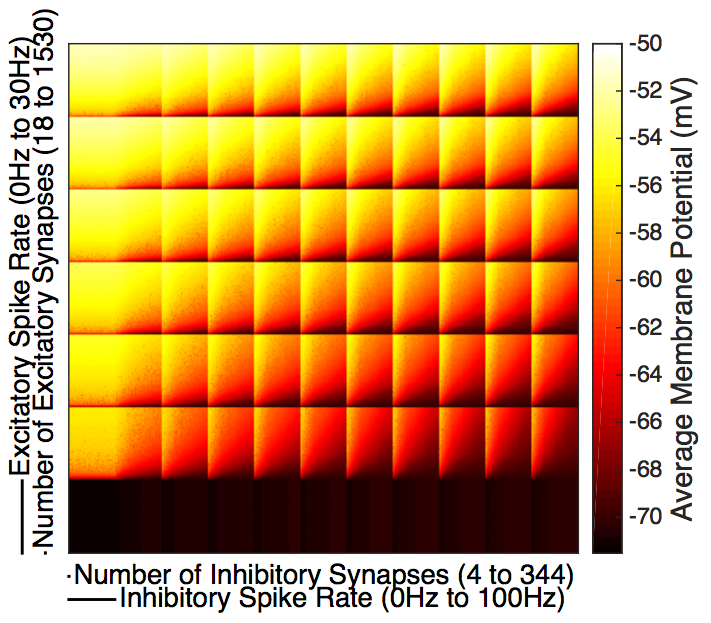 Excitatory Spike Rate (0Hz to 30Hz)
·Number of Excitatory Synapses (18 to 1530)
-50
-52
-54
-56
-58
-60
-62
-64
-66
-68
-70
Average Membrane Potential (mV)
·Number of Inhibitory Synapses (4 to 344)
Inhibitory Spike Rate (0Hz to 100Hz)